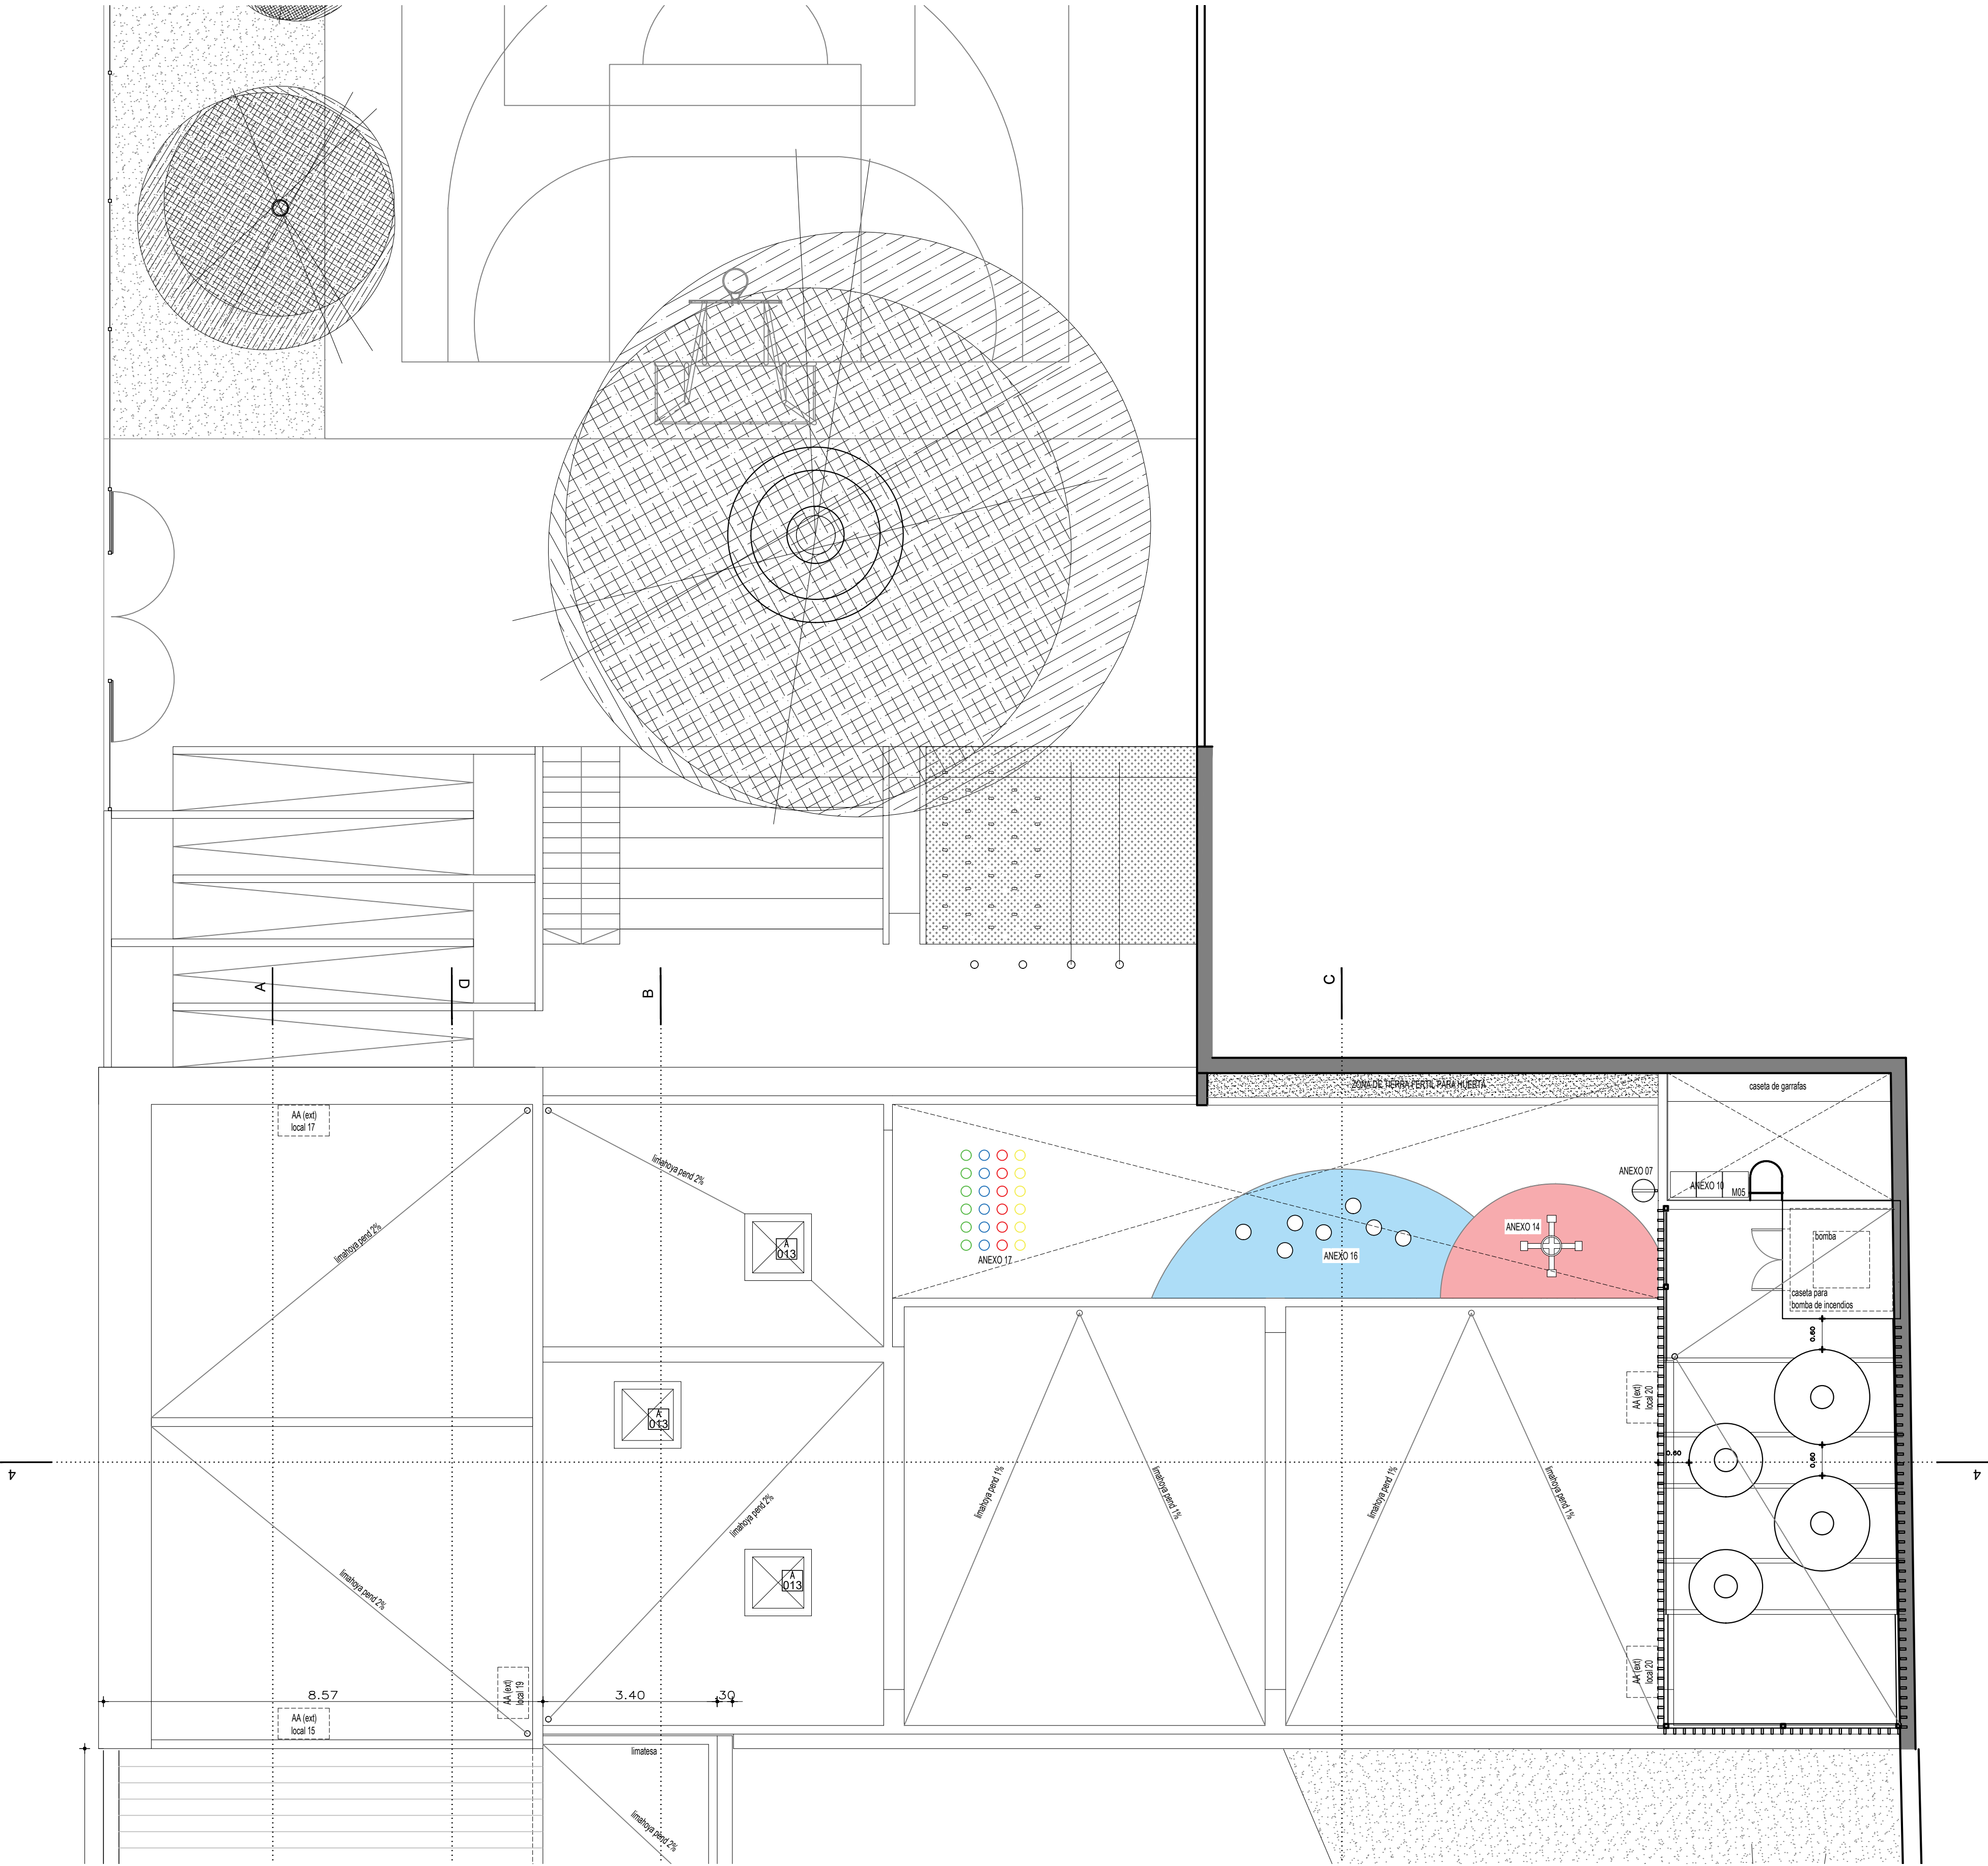 A
D
B
C
ZONA DE TIERRA FERTIL PARA HUERTA
caseta de garrafas
AA (ext)
local 17
limahoya pend 2%
limahoya pend 2%
ANEXO 07
ANEXO 10
M05
ANEXO 14
ANEXO 16
ANEXO 17
A
013
bomba
caseta para
bomba de incendios
0.60
AA (ext)
local 20
A
013
0.60
0.60
4
4
limahoya pend 1%
limahoya pend 1%
limahoya pend 1%
limahoya pend 1%
limahoya pend 2%
limahoya pend 2%
A
013
AA (ext)
local 19
AA (ext)
local 20
8.57
3.40
.30
AA (ext)
local 15
limatesa
limahoya pend 2%